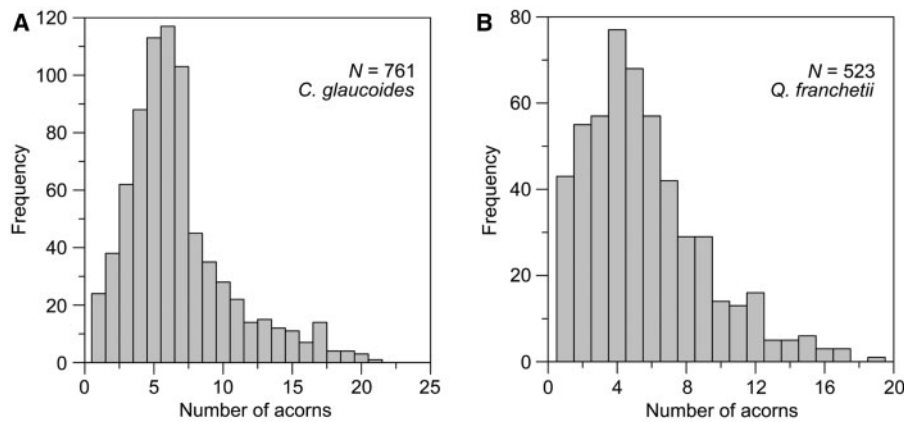 A
N = 761
C. glaucoides
Frequency
120
100
80
60
40
20
0
0 5 10 15 20 25
Number of acorns
B
N = 523
Q. franchetii
Frequency
80
60
40
20
0
0 4 8 12 16 20
Number of acorns